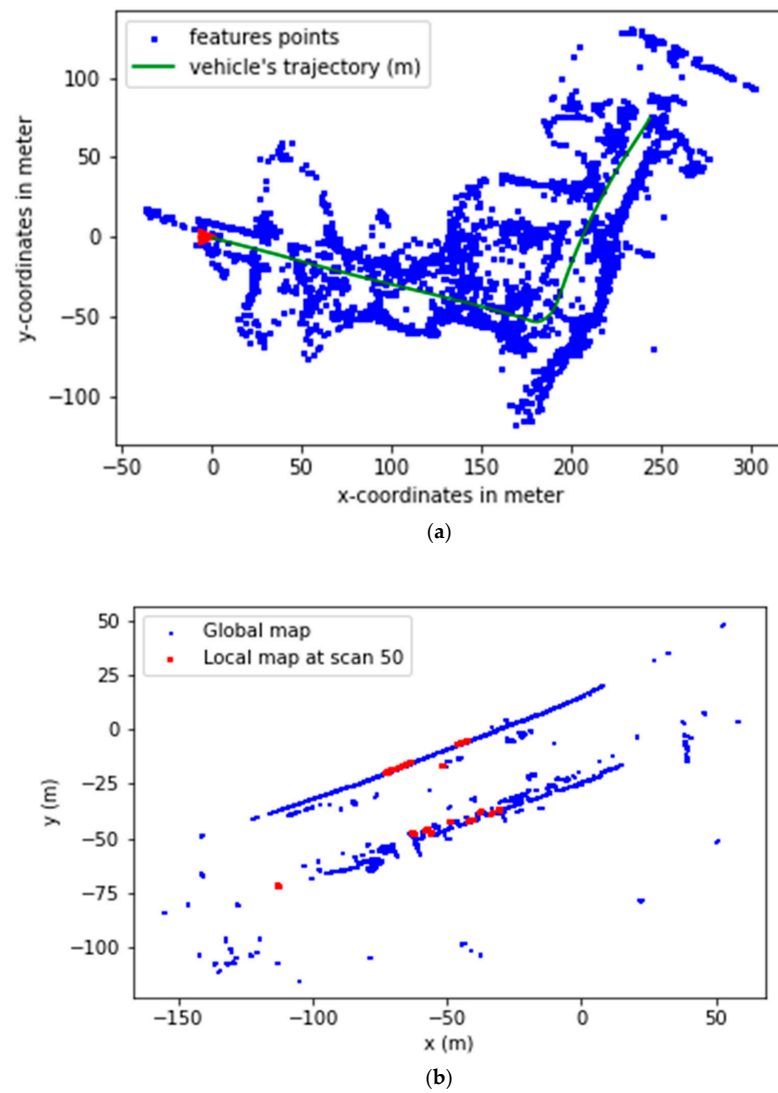 features points
vehicle's trajectory (m)
100
50
0
−50
−100
y-coordinates in meter
−50 0 50 100 150 200 250 300
x-coordinates in meter
(a)
Global map
Local map at scan 50
50
25
0
−25
−50
−75
−100
y (m)
−150 −100 −50 0 50
x (m)
(b)